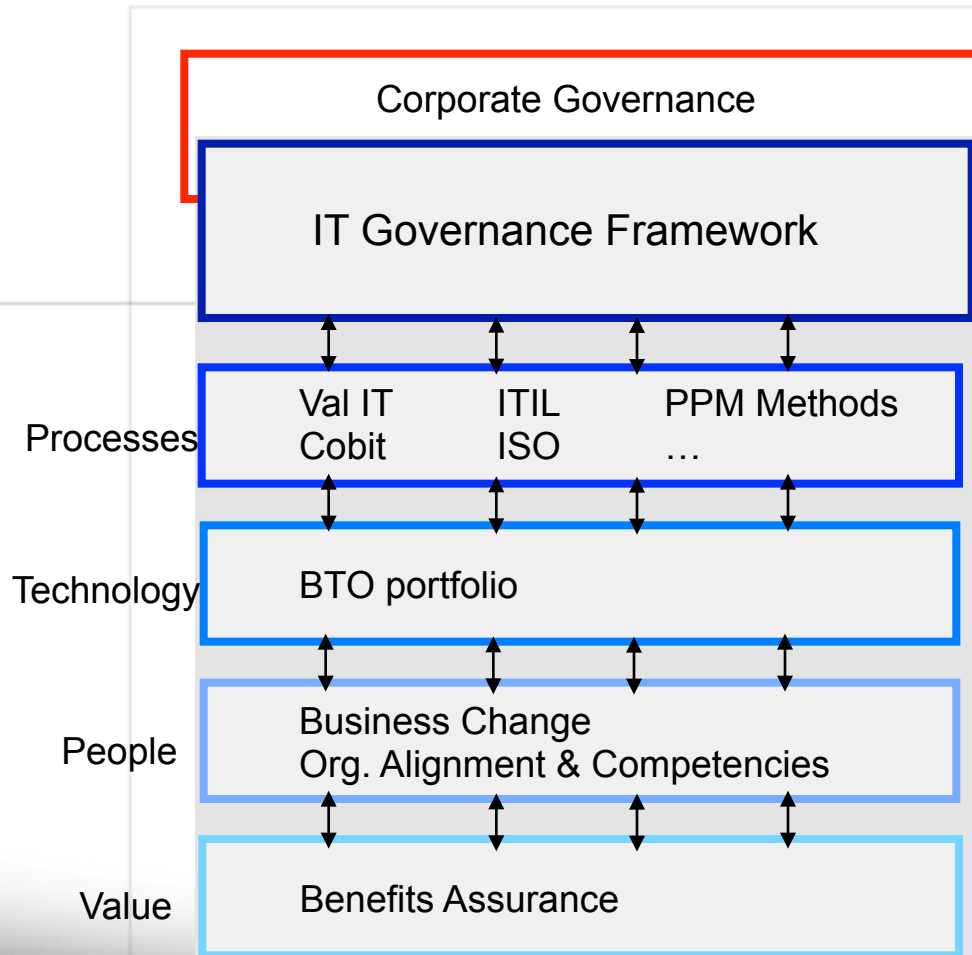 Corporate Governance
IT Governance Framework
Processes
Val IT ITIL PPM Methods
Cobit ISO …
Technology
BTO portfolio
People
Business Change
Org. Alignment & Competencies
Value
Benefits Assurance